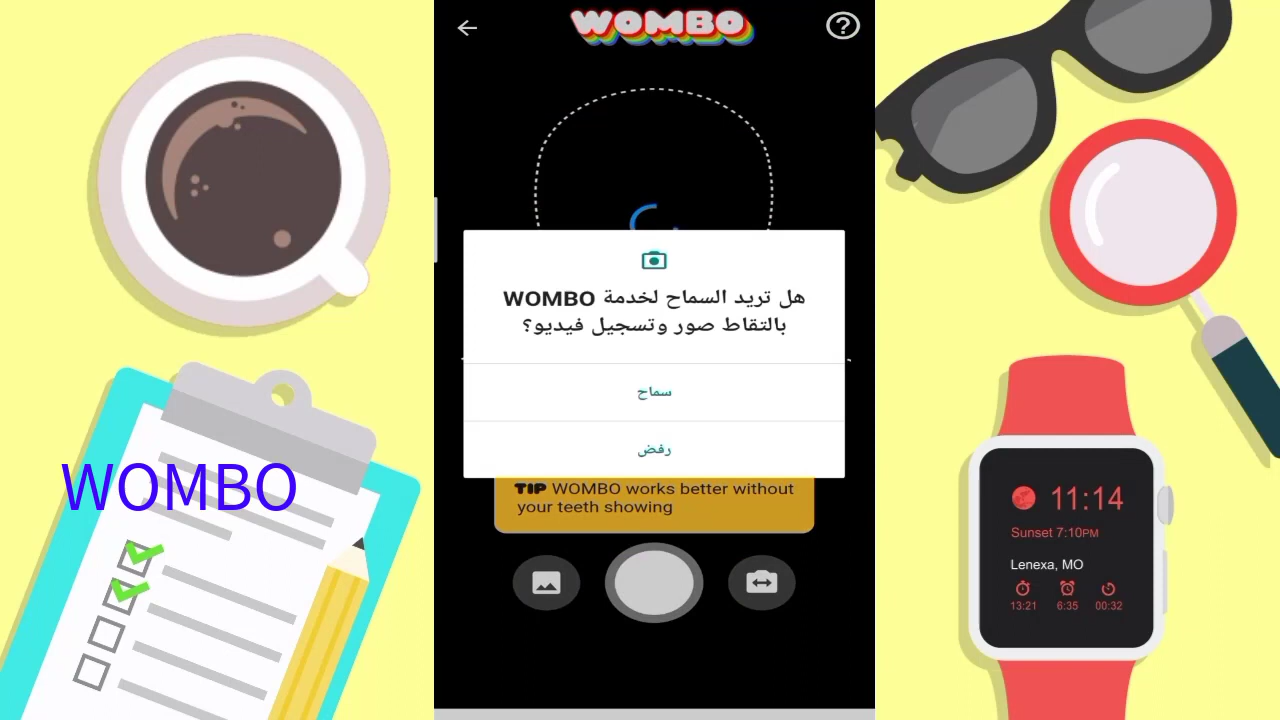 WOMBO
?
هل تريد السماح لخدمة WOMBO
بالتقاط صور وتسجيل فيديو؟
سماح
رفض
TIP WOMBO works better without
your teeth showing
WOMBO
11:14
Sunset 7:10PM
Lenexa, MO
13:21 6:35 00:32